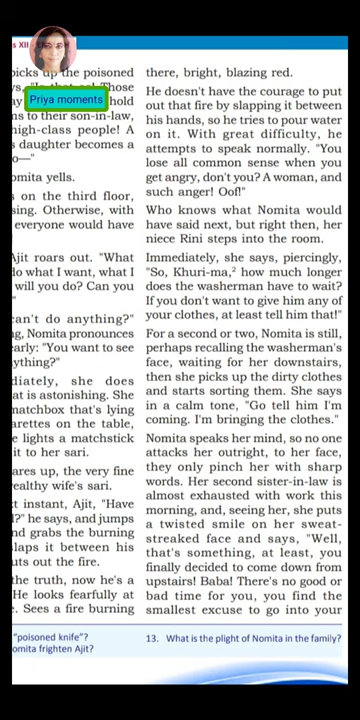 s XII
Priya moments
picks up the poisoned
hold
ns to their son-in-law,
high-class people! A
s daughter becomes a
o—"
omita yells.
s on the third floor,
sing. Otherwise, with
everyone would have
Ajit roars out. "What
do what I want, what I
will you do? Can you
"
can't do anything?"
ng, Nomita pronounces
early: "You want to see
ything?"
diately, she does
at is astonishing. She
matchbox that's lying
arettes on the table,
e lights a matchstick
it to her sari.
ares up, the very fine
ealthy wife's sari.
t instant, Ajit, "Have
l?" he says, and jumps
nd grabs the burning
slaps it between his
uts out the fire.
the truth, now he's a
He looks fearfully at
e. Sees a fire burning
there, bright, blazing red.
He doesn't have the courage to put
out that fire by slapping it between
his hands, so he tries to pour water
on it. With great difficulty, he
attempts to speak normally. "You
lose all common sense when you
get angry, don't you? A woman, and
such anger! Oof!"
Who knows what Nomita would
have said next, but right then, her
niece Rini steps into the room.
Immediately, she says, piercingly,
"So, Khuri-ma,² how much longer
does the washerman have to wait?
If you don't want to give him any of
your clothes, at least tell him that!"
For a second or two, Nomita is still,
perhaps recalling the washerman's
face, waiting for her downstairs,
then she picks up the dirty clothes
and starts sorting them. She says
in a calm tone, "Go tell him I'm
coming. I'm bringing the clothes."
Nomita speaks her mind, so no one
attacks her outright, to her face,
they only pinch her with sharp
words. Her second sister-in-law is
almost exhausted with work this
morning, and, seeing her, she puts
a twisted smile on her sweat-
streaked face and says, "Well,
that's something, at least, you
finally decided to come down from
upstairs! Baba! There's no good or
bad time for you, you find the
smallest excuse to go into your
"poisoned knife"?
omita frighten Ajit?
13. What is the plight of Nomita in the family?